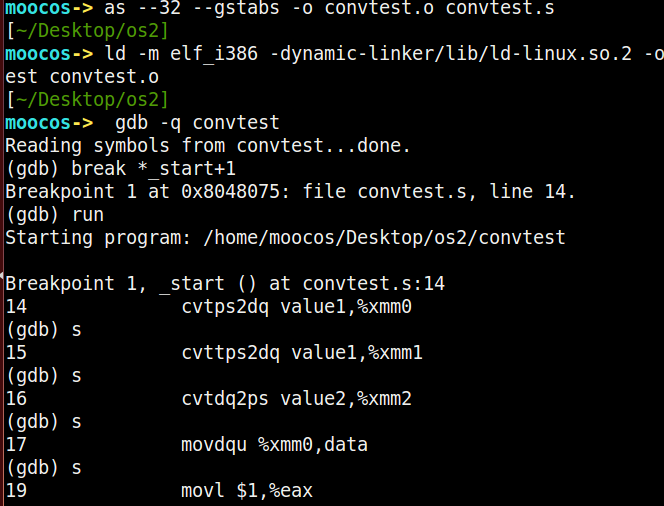 moocos-> as --32 --gstabs -o convtest.o convtest.s
[~/Desktop/os2]
moocos-> ld -m elf_i386 -dynamic-linker/lib/ld-linux.so.2 -o
est convtest.o
[~/Desktop/os2]
moocos->  gdb -q convtest
Reading symbols from convtest...done.
(gdb) break *_start+1
Breakpoint 1 at 0x8048075: file convtest.s, line 14.
(gdb) run
Starting program: /home/moocos/Desktop/os2/convtest
Breakpoint 1, _start () at convtest.s:14
14              cvtps2dq value1,%xmm0
(gdb) s
15              cvttps2dq value1,%xmm1
(gdb) s
16              cvtdq2ps value2,%xmm2
(gdb) s
17              movdqu %xmm0,data
(gdb) s
19              movl $1,%eax